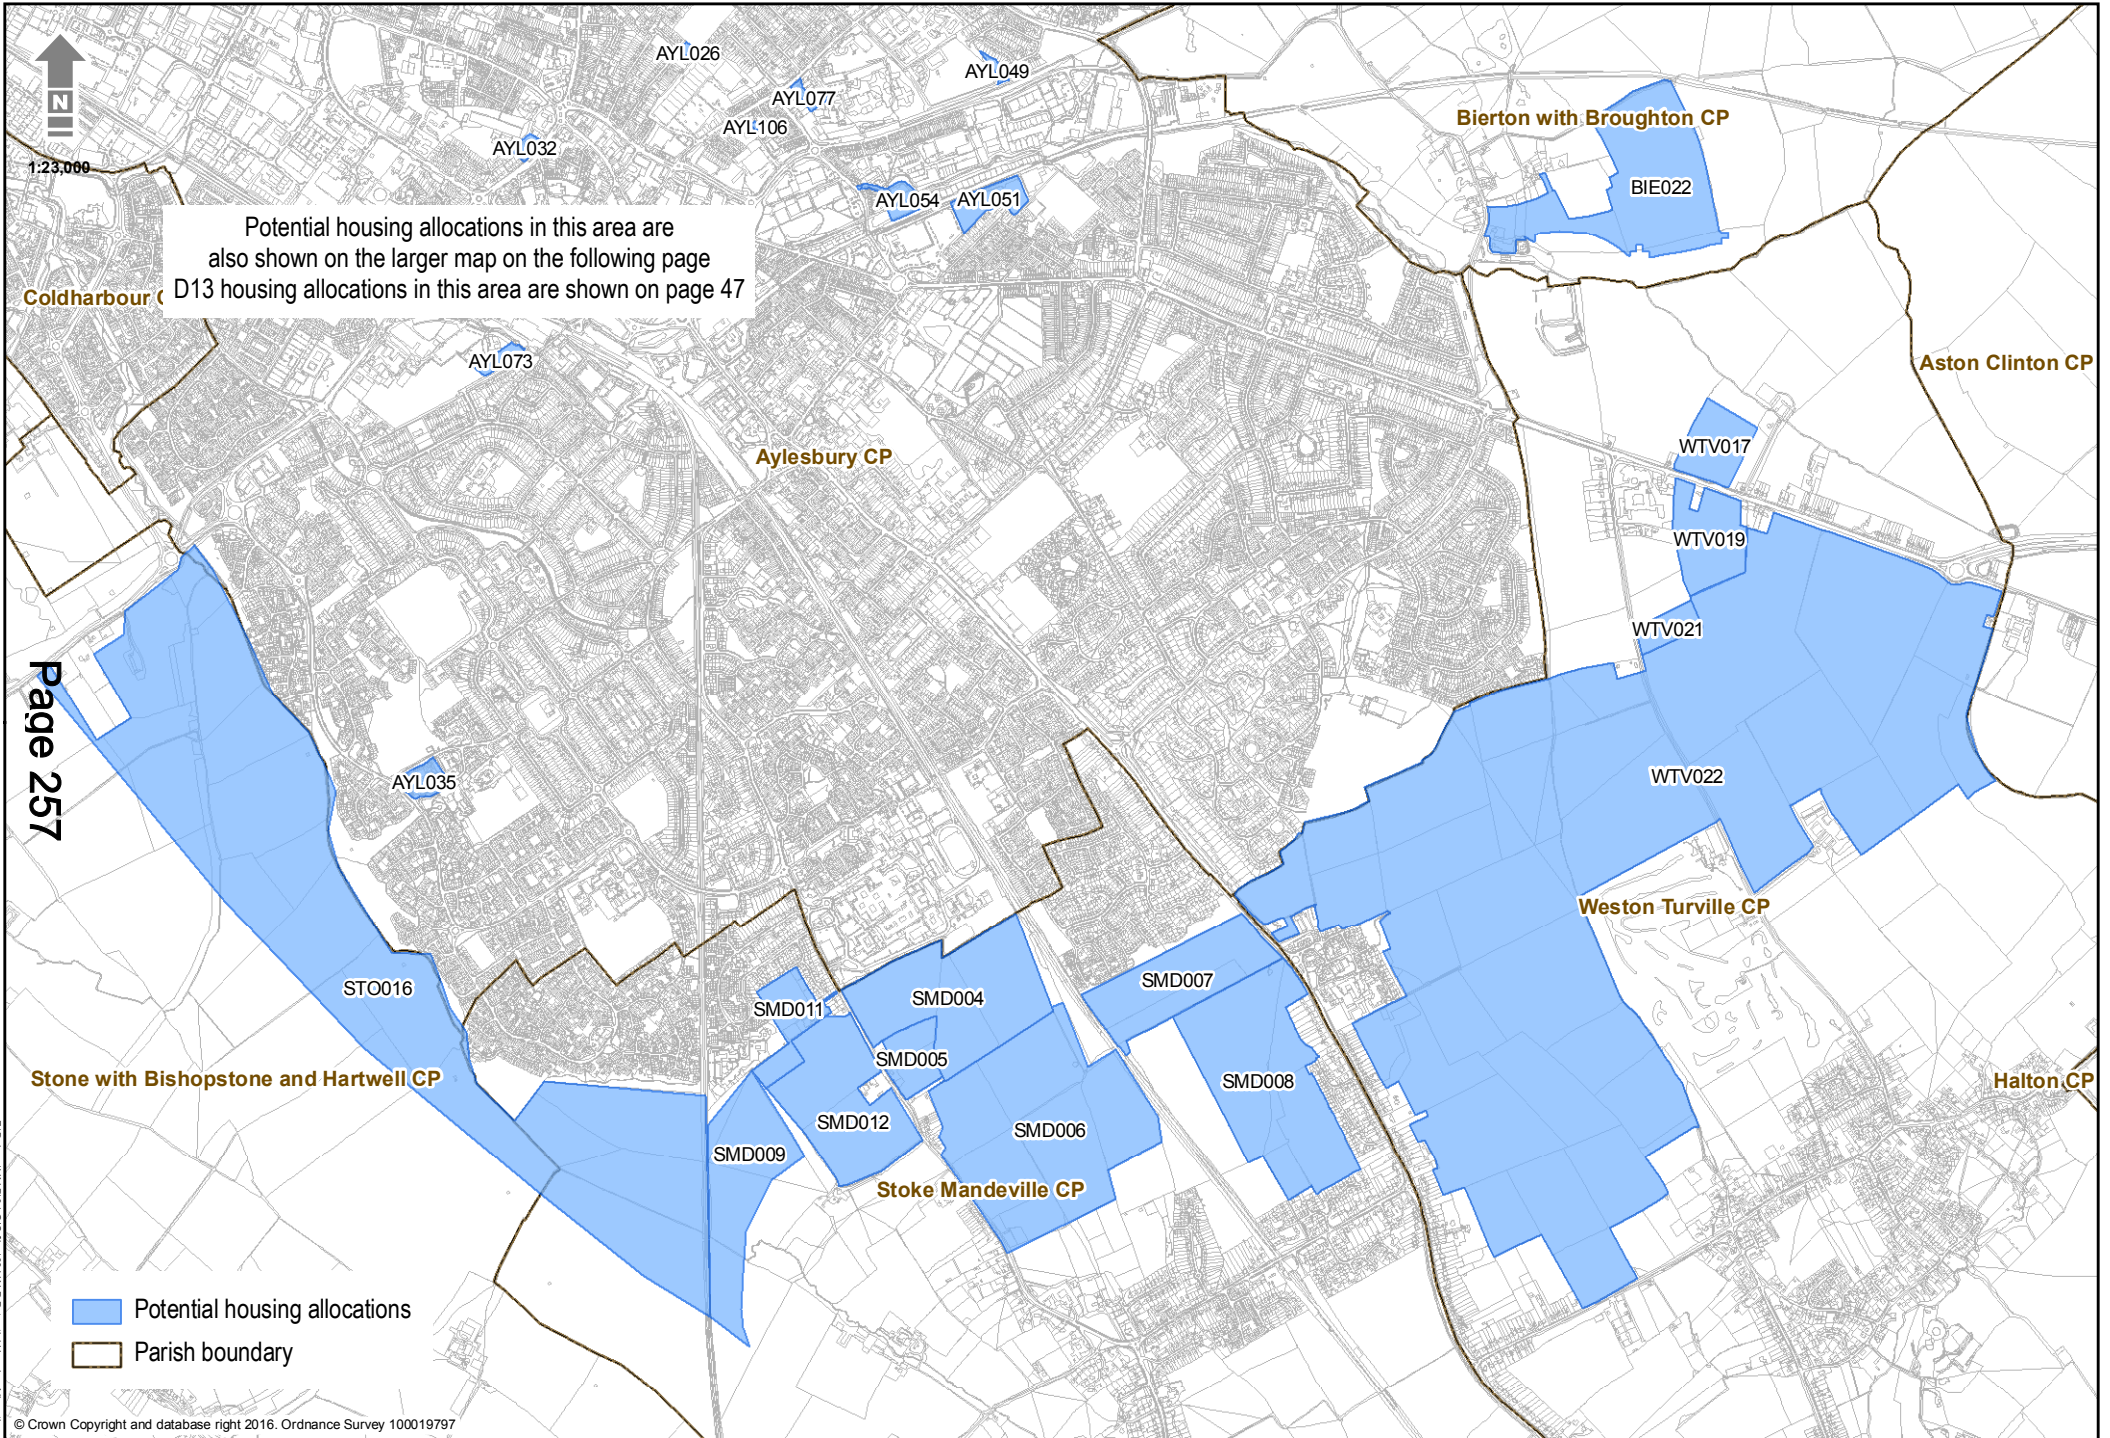 N
1:23,000
AYL026
AYL049
AYL077
AYL106
AYL032
Bierton with Broughton CP
BIE022
AYL054
AYL051
Potential housing allocations in this area are
also shown on the larger map on the following page
D13 housing allocations in this area are shown on page 47
Coldharbour C
AYL073
Aston Clinton CP
Aylesbury CP
WTV017
WTV019
WTV021
Page 257
AYL035
WTV022
Weston Turville CP
STO016
SMD011
SMD004
SMD007
SMD005
Stone with Bishopstone and Hartwell CP
SMD008
Halton CP
SMD012
SMD006
SMD009
Stoke Mandeville CP
Potential housing allocations
Parish boundary
© Crown Copyright and database right 2016. Ordnance Survey 100019797